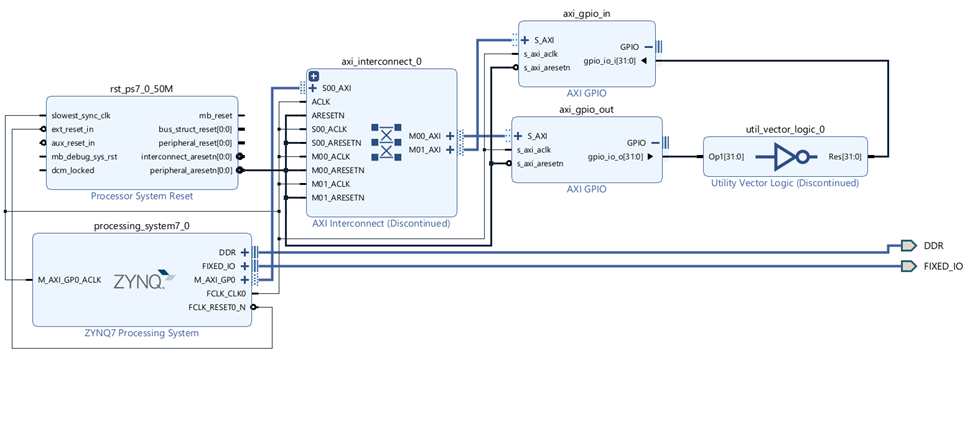 axi_gpio_in
S_AXI
s_axi_aclk
s_axi_aresetn
GPIO
gpio_io_i[31:0]
AXI GPIO
axi_interconnect_0
S00_AXI
ACLK
ARESETN
S00_ACLK
S00_ARESETN
M00_ACLK
M00_ARESETN
M01_ACLK
M01_ARESETN
M00_AXI
M01_AXI
AXI Interconnect (Discontinued)
rst_ps7_0_50M
slowest_sync_clk
ext_reset_in
aux_reset_in
mb_debug_sys_rst
dcm_locked
mb_reset
bus_struct_reset[0:0]
peripheral_reset[0:0]
interconnect_aresetn[0:0]
peripheral_aresetn[0:0]
Processor System Reset
axi_gpio_out
S_AXI
s_axi_aclk
s_axi_aresetn
GPIO
gpio_io_o[31:0]
AXI GPIO
util_vector_logic_0
Op1[31:0]
Res[31:0]
Utility Vector Logic (Discontinued)
processing_system7_0
M_AXI_GP0_ACLK
ZYNQ
DDR
FIXED_IO
M_AXI_GP0
FCLK_CLK0
FCLK_RESET0_N
ZYNQ7 Processing System
DDR
FIXED_IO